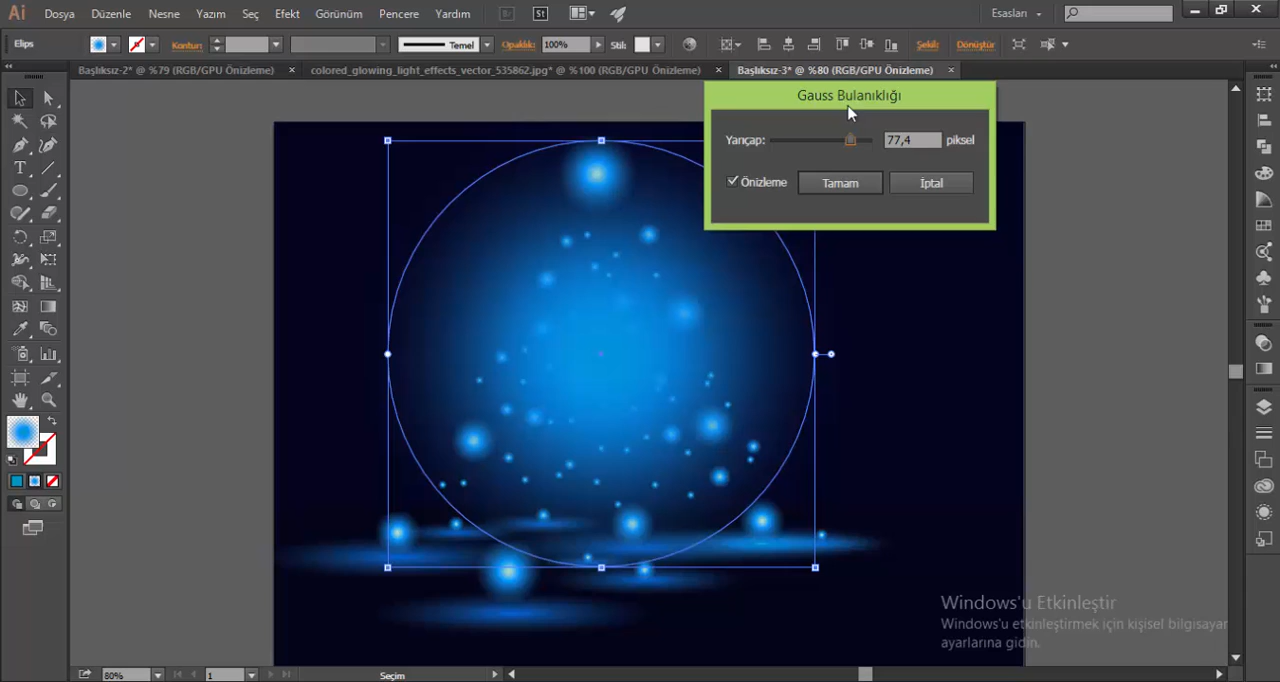 Ai Dosya Düzenle Nesne Yazım Seç Efekt Görünüm Pencere Yardım Br St Esasları
Elips Kontur: Temel Opaklık: 100% Stil: Şekil: Dönüştür
Başlıksız-2* @ %79 (RGB/GPU Önizleme) × colored_glowing_light_effects_vector_535862.jpg* @ %100 (RGB/GPU Önizleme) × Başlıksız-3* @ %80 (RGB/GPU Önizleme) ×
Gauss Bulanıklığı
Yarıçap: 77,4 piksel
Önizleme Tamam İptal
Windows'u Etkinleştir
Windows'u etkinleştirmek için kişisel bilgisayar
ayarlarına gidin.
80% 1 Seçim